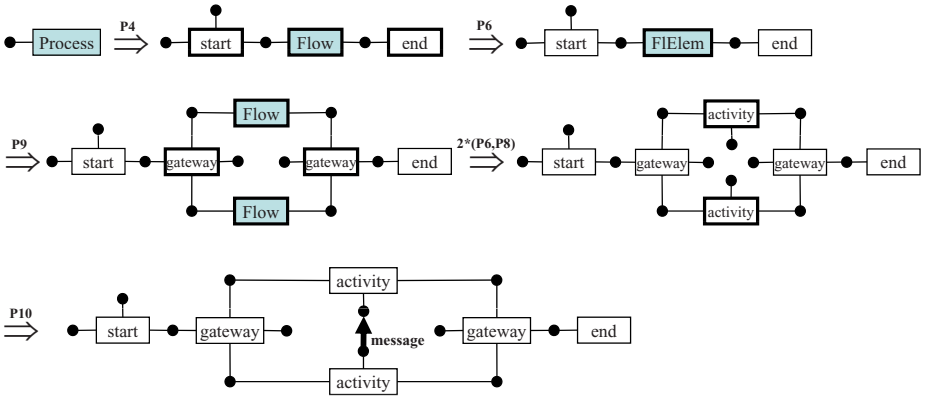 Process P4 start Flow end P6 start FlElem end
P9 start gateway Flow Flow gateway end 2*(P6,P8) start gateway activity activity gateway end
P10 start gateway activity message activity gateway end